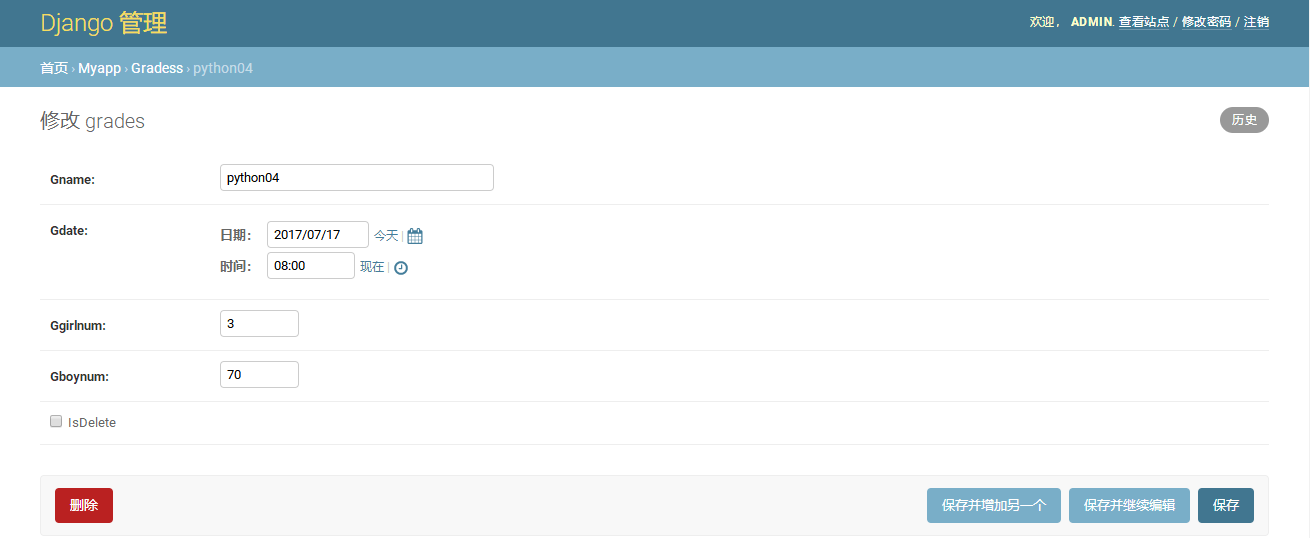 Django 管理
欢迎， ADMIN. 查看站点 / 修改密码 / 注销
首页 › Myapp › Gradess › python04
修改 grades
历史
Gname: python04
Gdate: 日期： 2017/07/17 今天 |
时间： 08:00 现在 |
Ggirlnum: 3
Gboynum: 70
IsDelete
删除 保存并增加另一个 保存并继续编辑 保存